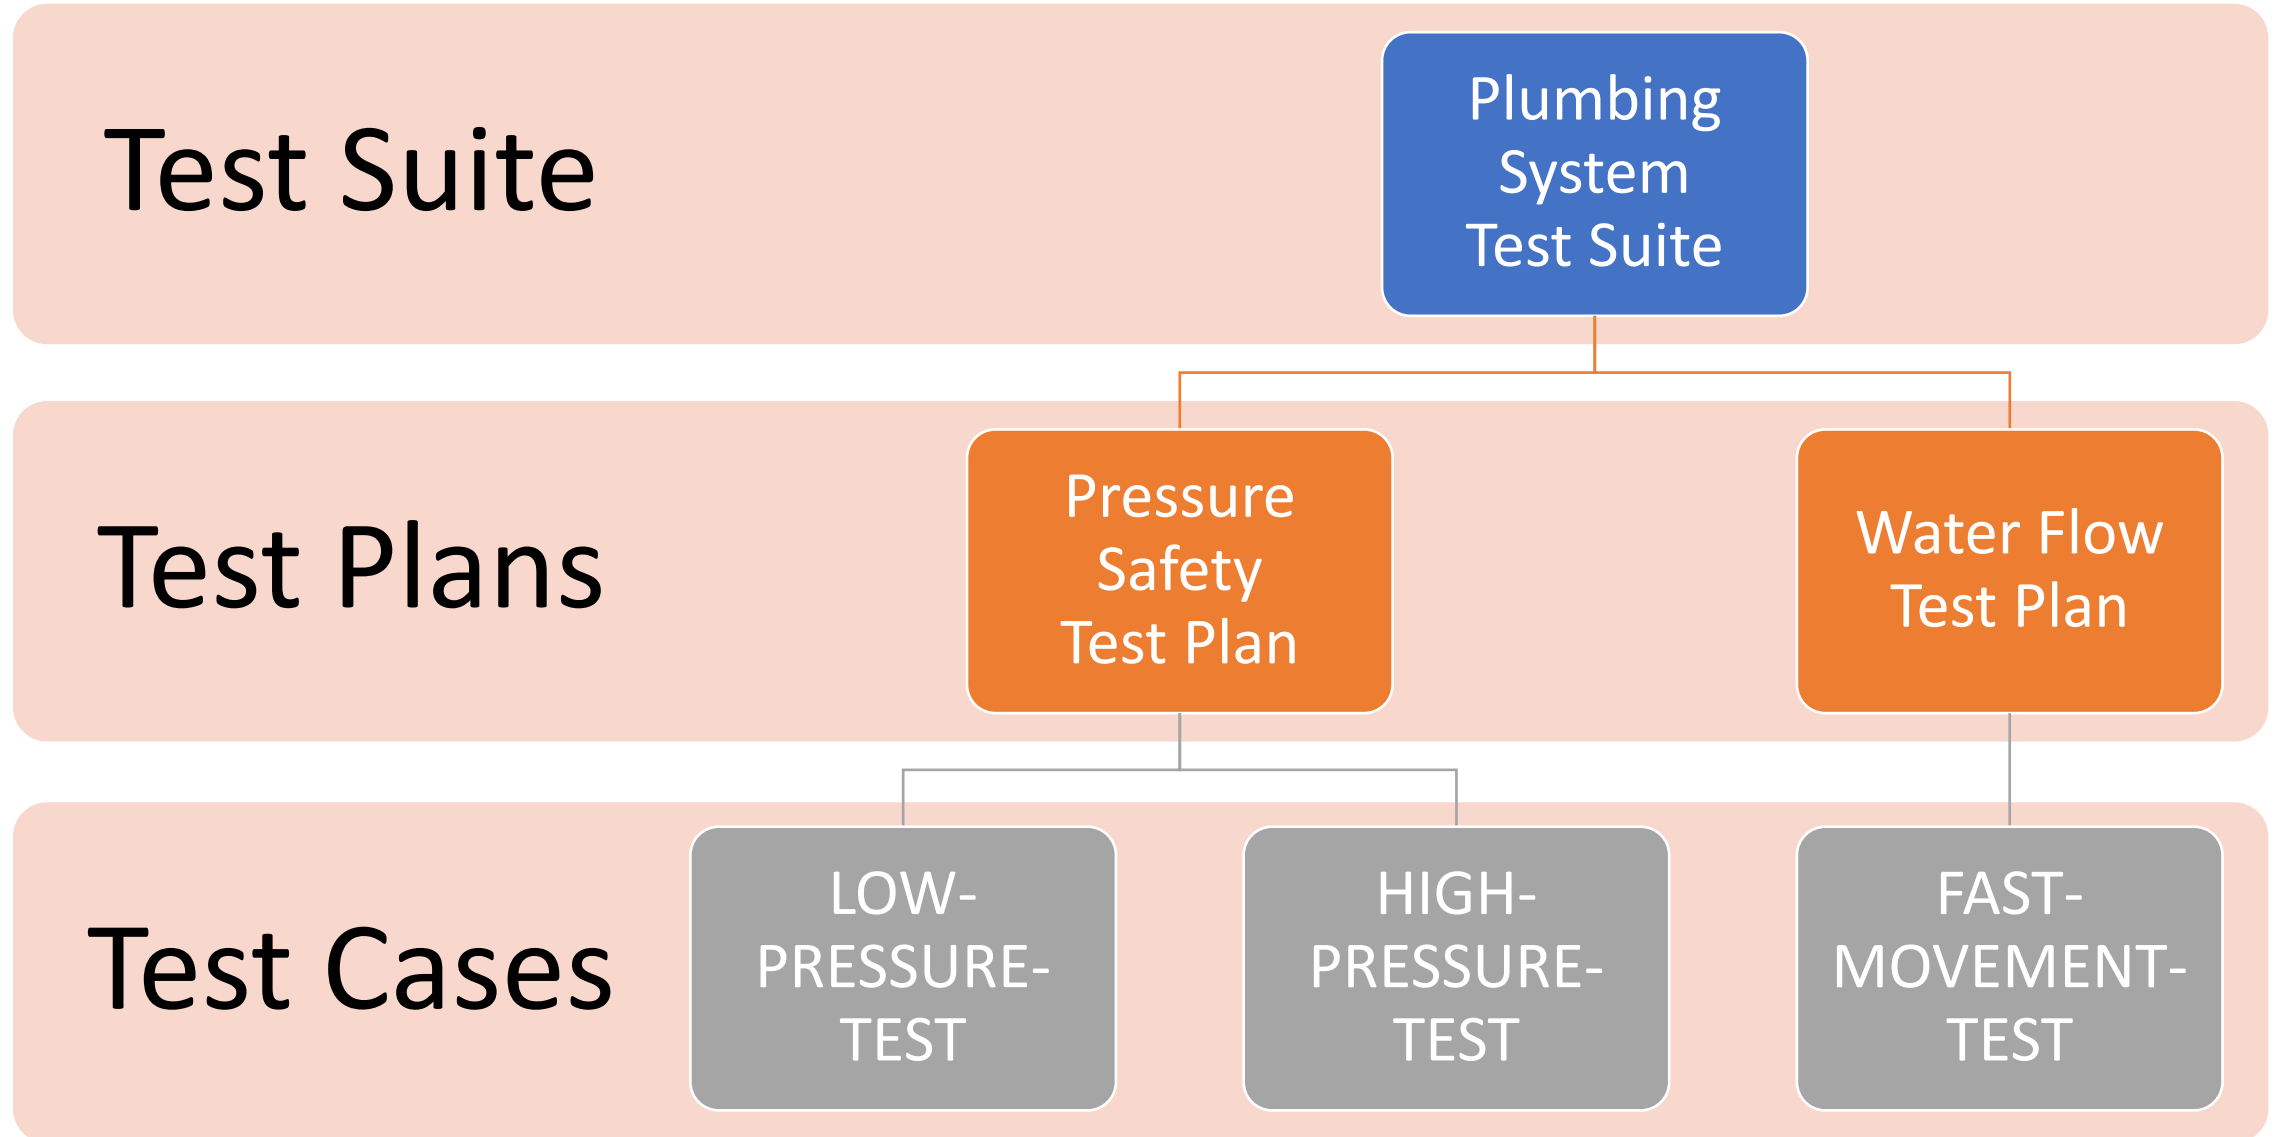 Test Suite
Plumbing
System
Test Suite
Test Plans
Pressure
Safety
Test Plan
Water Flow
Test Plan
Test Cases
LOW-
PRESSURE-
TEST
HIGH-
PRESSURE-
TEST
FAST-
MOVEMENT-
TEST